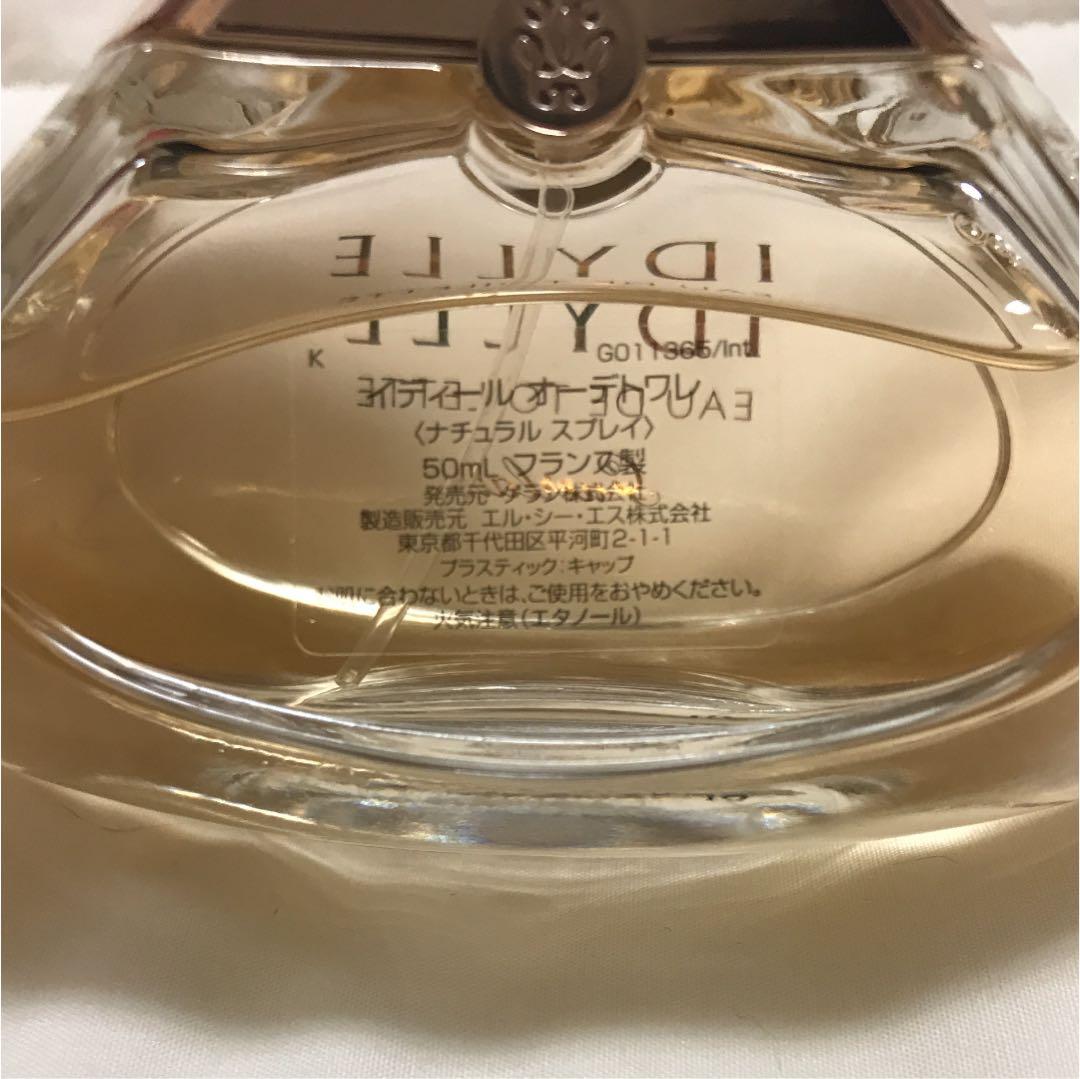 IDYLLE
IDYLLE
K G011365/Int
イディール オーデトワレ
EAU DE TOILETTE
〈ナチュラル スプレイ〉
50mL フランス製
発売元 ゲラン株式会社
製造販売元 エル・シー・エス株式会社
東京都千代田区平河町2-1-1
プラスティック:キャップ
お肌に合わないときは、ご使用をおやめください。
火気注意(エタノール)